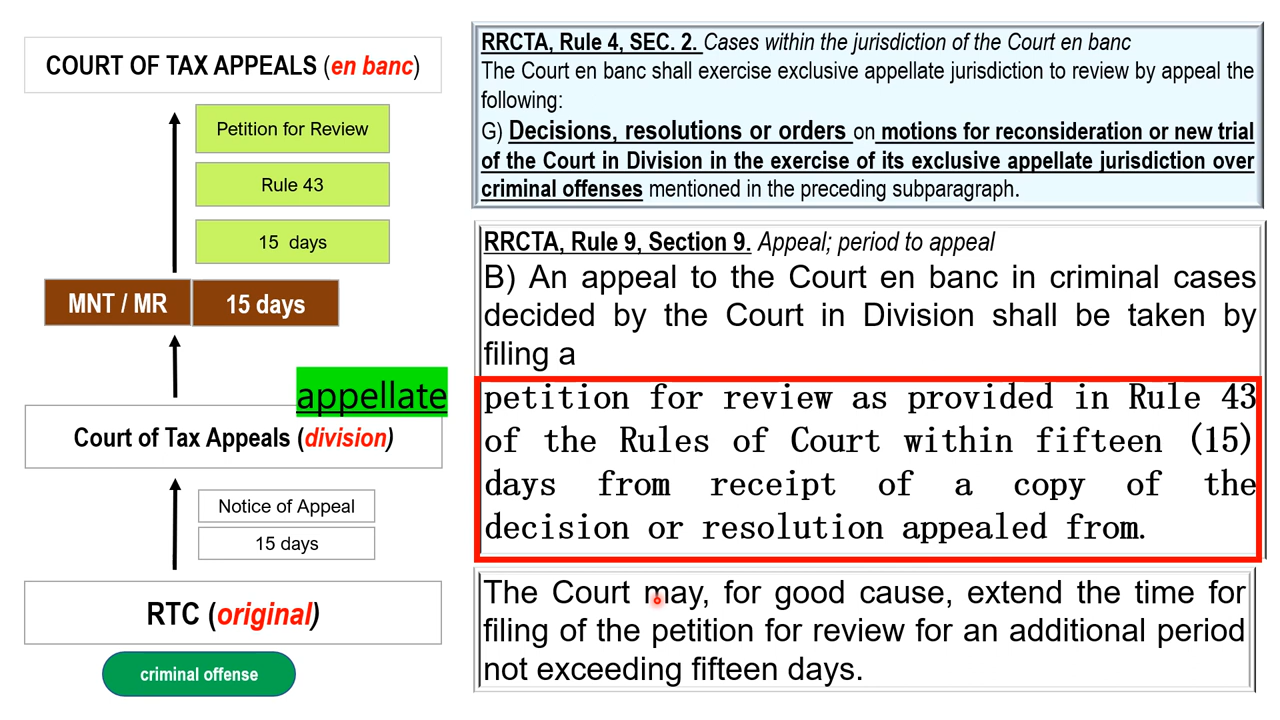 COURT OF TAX APPEALS (en banc)
Petition for Review
Rule 43
15 days
MNT / MR
15 days
appellate
Court of Tax Appeals (division)
Notice of Appeal
15 days
RTC (original)
criminal offense
RRCTA, Rule 4, SEC. 2. Cases within the jurisdiction of the Court en banc
The Court en banc shall exercise exclusive appellate jurisdiction to review by appeal the
following:
G) Decisions, resolutions or orders on motions for reconsideration or new trial
of the Court in Division in the exercise of its exclusive appellate jurisdiction over
criminal offenses mentioned in the preceding subparagraph.
RRCTA, Rule 9, Section 9. Appeal; period to appeal
B) An appeal to the Court en banc in criminal cases
decided by the Court in Division shall be taken by
filing a
petition for review as provided in Rule 43
of the Rules of Court within fifteen (15)
days from receipt of a copy of the
decision or resolution appealed from.
The Court may, for good cause, extend the time for
filing of the petition for review for an additional period
not exceeding fifteen days.